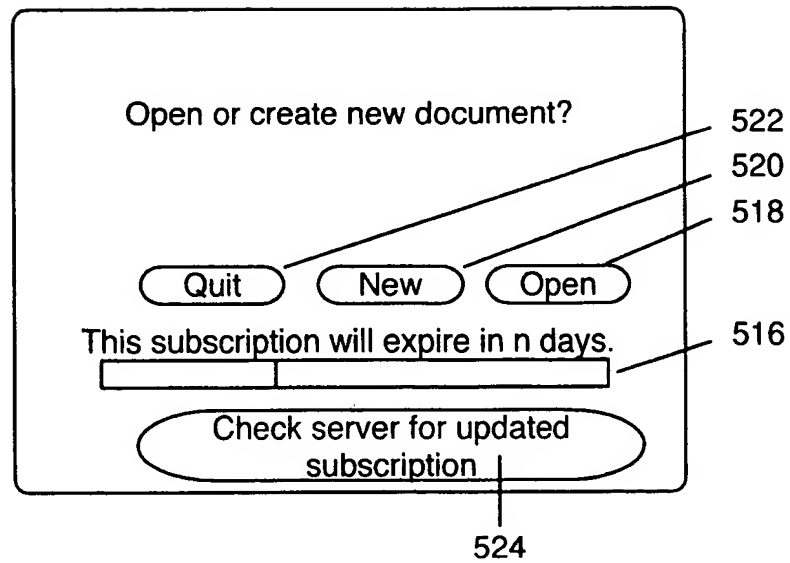 Open or create new document?
522
520
518
Quit New Open
This subscription will expire in n days.
516
Check server for updated
subscription
524